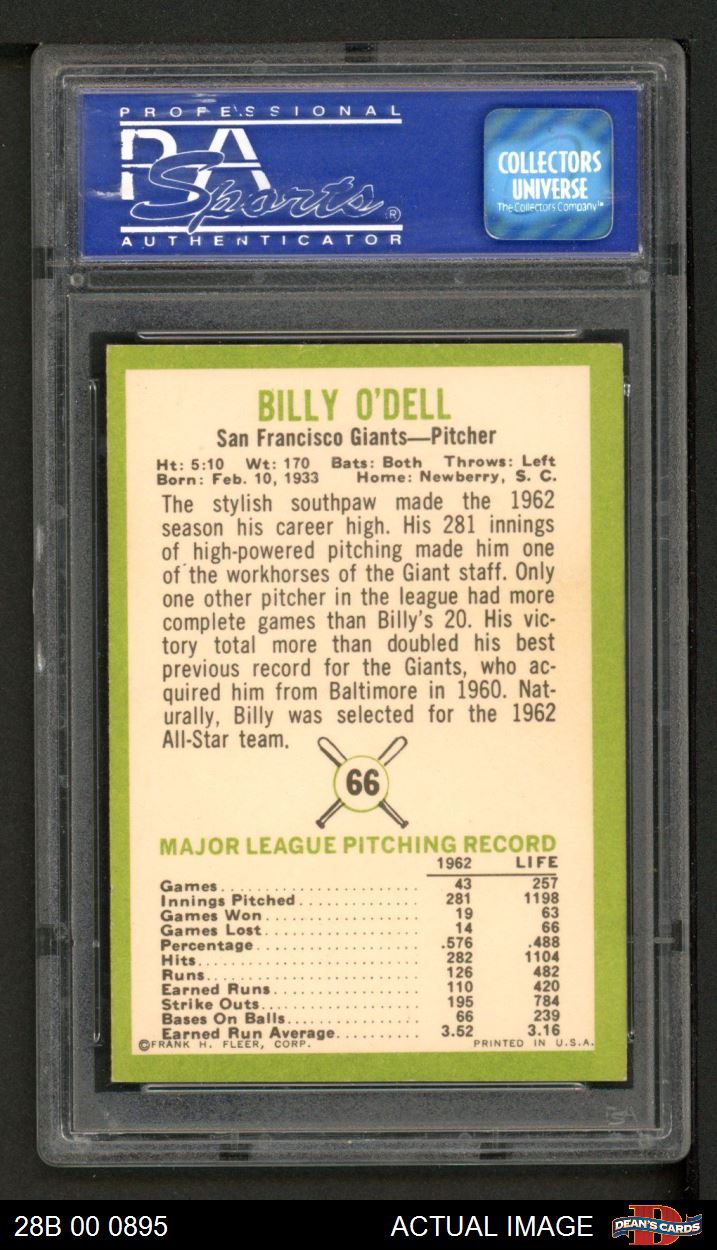 PROFESSIONAL
PSA
Sports®
AUTHENTICATOR
COLLECTORS
UNIVERSE
The Collectors Company™
BILLY O'DELL
San Francisco Giants—Pitcher
Ht: 5:10 Wt: 170 Bats: Both Throws: Left
Born: Feb. 10, 1933 Home: Newberry, S. C.
The stylish southpaw made the 1962
season his career high. His 281 innings
of high-powered pitching made him one
of the workhorses of the Giant staff. Only
one other pitcher in the league had more
complete games than Billy's 20. His vic-
tory total more than doubled his best
previous record for the Giants, who ac-
quired him from Baltimore in 1960. Nat-
urally, Billy was selected for the 1962
All-Star team.
66
MAJOR LEAGUE PITCHING RECORD
1962 LIFE
Games.................... 43 257
Innings Pitched.................... 281 1198
Games Won.................... 19 63
Games Lost.................... 14 66
Percentage.................... .576 .488
Hits.................... 282 1104
Runs.................... 126 482
Earned Runs.................... 110 420
Strike Outs.................... 195 784
Bases On Balls.................... 66 239
Earned Run Average.......... 3.52 3.16
©FRANK H. FLEER, CORP. PRINTED IN U.S.A.
PSA
28B 00 0895 ACTUAL IMAGE D DEAN'S CARDS